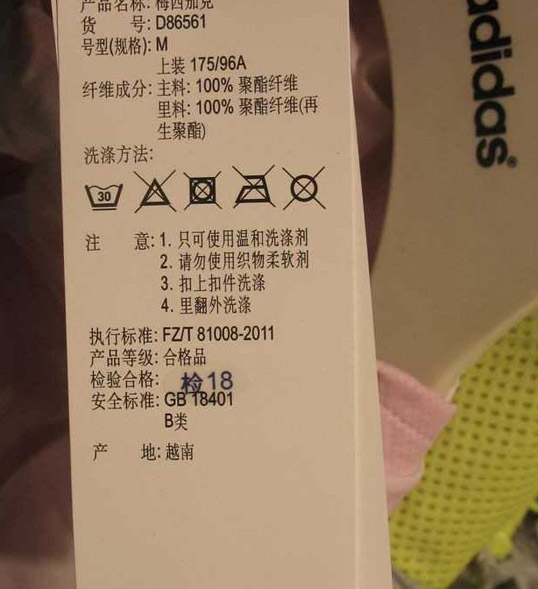 产品名称: 梅西茄克
货 号: D86561
号型(规格): M
上装 175/96A
纤维成分: 主料: 100% 聚酯纤维
里料: 100% 聚酯纤维(再
生聚酯)
洗涤方法:
30
注 意: 1. 只可使用温和洗涤剂
2. 请勿使用织物柔软剂
3. 扣上扣件洗涤
4. 里翻外洗涤
执行标准: FZ/T 81008-2011
产品等级: 合格品
检验合格: 检18
安全标准: GB 18401
B类
产 地: 越南
adidas®